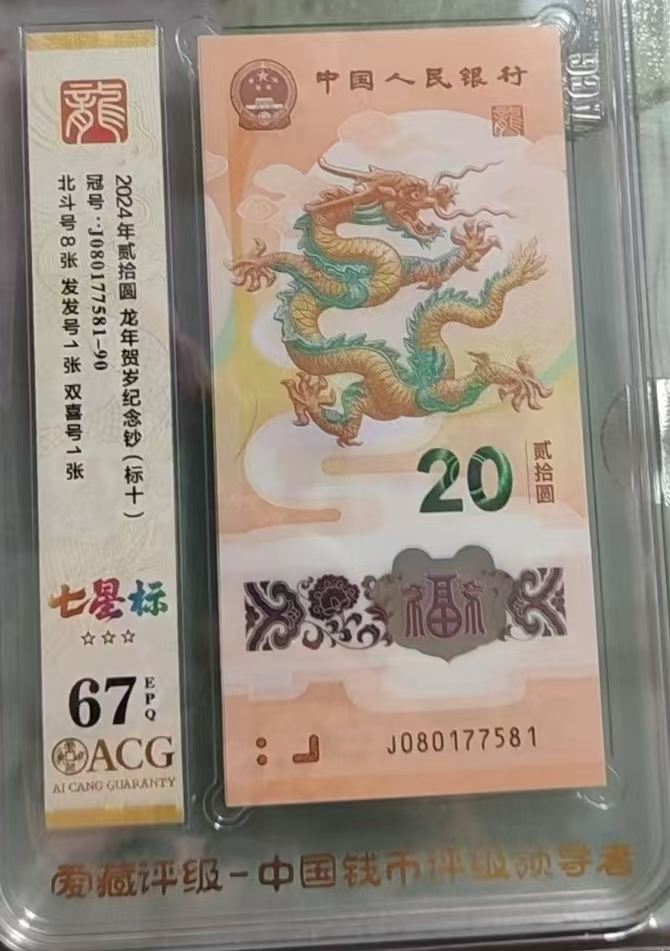 龍
2024年贰拾圆 龙年贺岁纪念钞(标十)
冠号:J080177581-90
北斗号8张 发发号1张 双喜号1张
七星标
67
EPQ
ACG
AI CANG GUARANTY
中国人民银行
龍
20
贰拾圆
福
J080177581
爱藏评级-中国钱币评级领导者